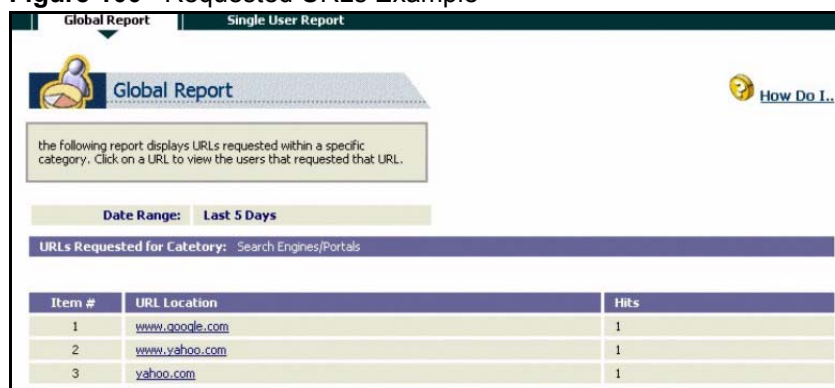 Figure 100 Requested URLs Example
Global Report Single User Report
Global Report
How Do I..
the following report displays URLs requested within a specific
category. Click on a URL to view the users that requested that URL.
Date Range: Last 5 Days
URLs Requested for Catetory: Search Engines/Portals
Item # URL Location Hits
1 www.google.com 1
2 www.yahoo.com 1
3 yahoo.com 1